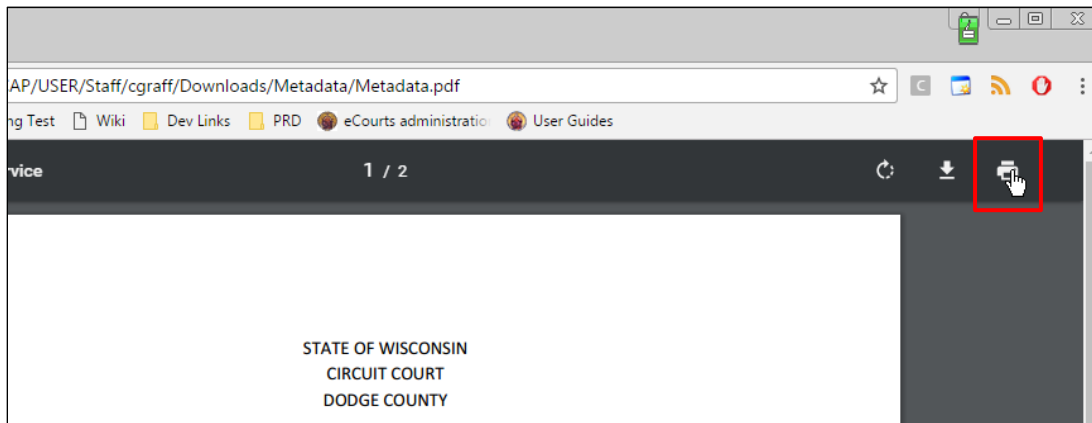 AP/USER/Staff/cgraff/Downloads/Metadata/Metadata.pdf
C
ng Test Wiki Dev Links PRD eCourts administratio User Guides
rvice 1 / 2
STATE OF WISCONSIN
CIRCUIT COURT
DODGE COUNTY